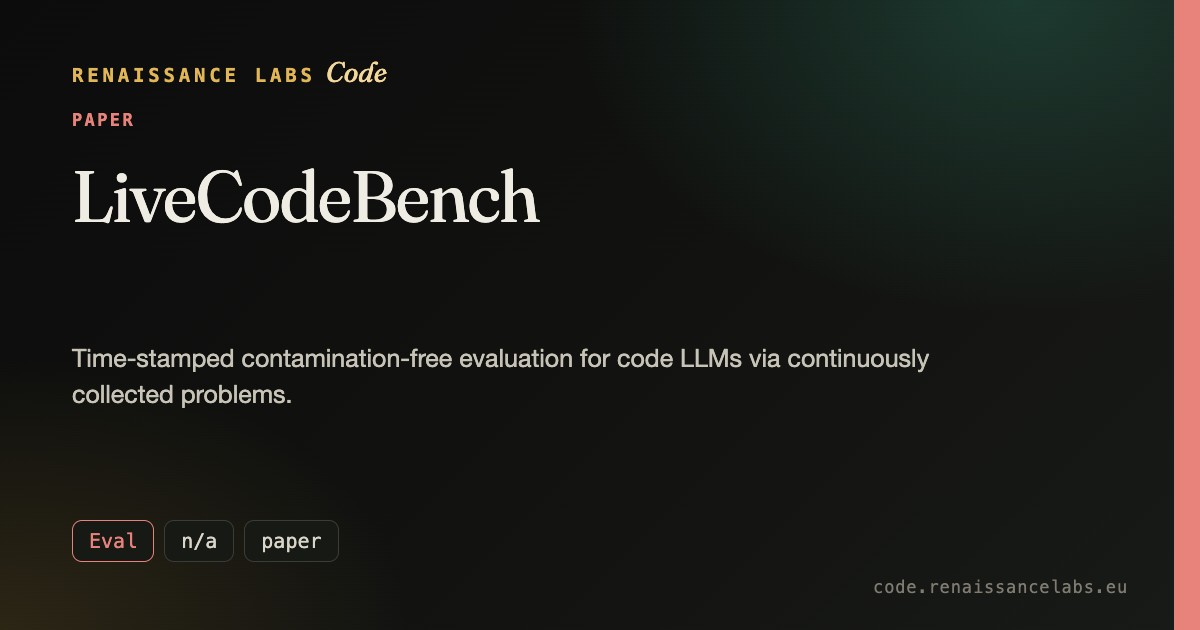 RENAISSANCE LABS Code
PAPER
LiveCodeBench
Time-stamped contamination-free evaluation for code LLMs via continuously
collected problems.
Eval n/a paper
code.renaissancelabs.eu